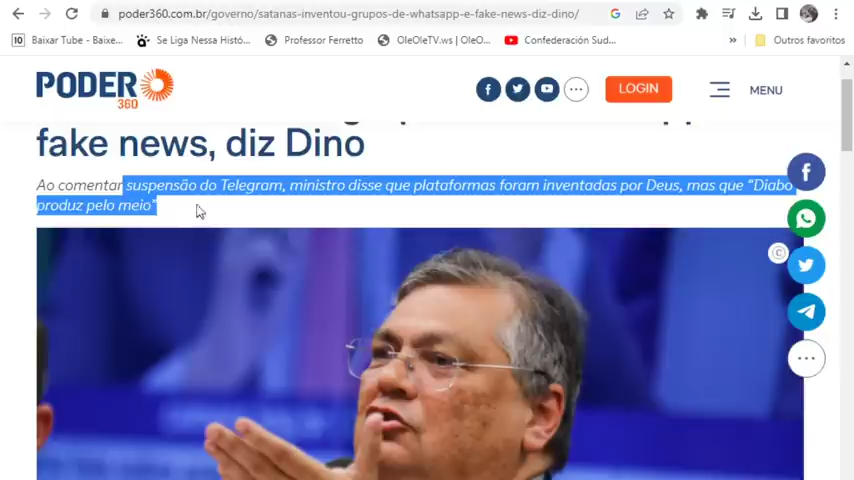 poder360.com.br/governo/satanas-inventou-grupos-de-whatsapp-e-fake-news-diz-dino/
Baixar Tube - Baixe... Se Liga Nessa Histó... Professor Ferretto OleOleTV.ws | OleO... Confederación Sud... » Outros favoritos
PODER
360
LOGIN
MENU
fake news, diz Dino
Ao comentar suspensão do Telegram, ministro disse que plataformas foram inventadas por Deus, mas que “Diabo
produz pelo meio”